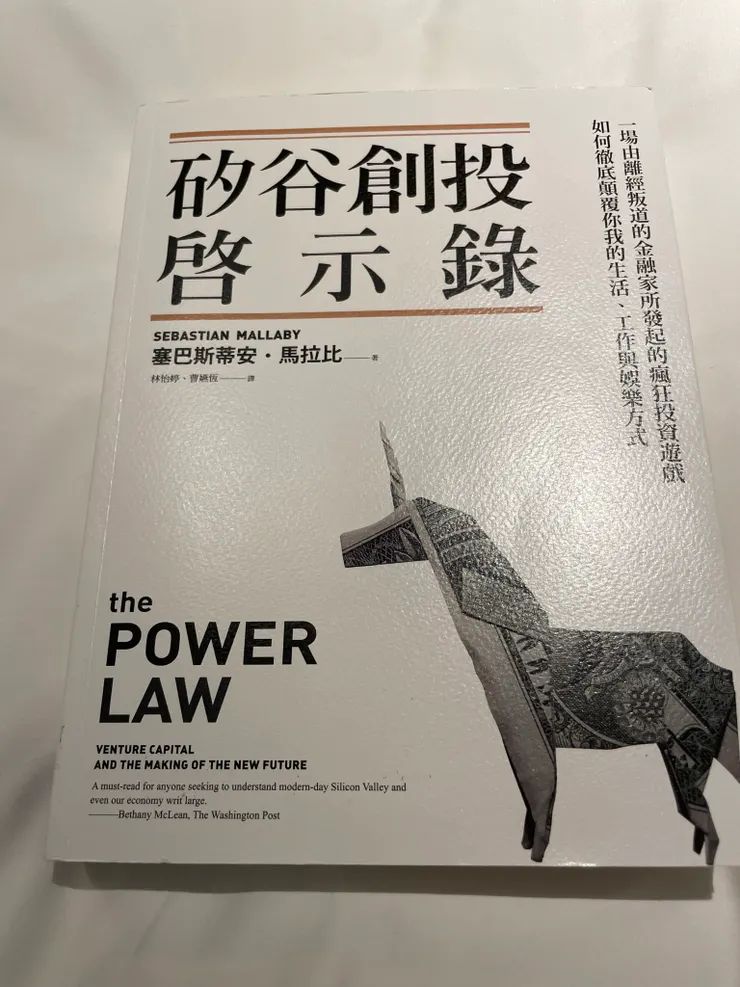 矽谷創投
啓示錄
SEBASTIAN MALLABY
塞巴斯蒂安・馬拉比——著
林怡婷、曹嬿恆——譯
一場由離經叛道的金融家所發起的瘋狂投資遊戲
如何徹底顛覆你我的生活、工作與娛樂方式
the
POWER
LAW
VENTURE CAPITAL
AND THE MAKING OF THE NEW FUTURE
A must-read for anyone seeking to understand modern-day Silicon Valley and
even our economy writ large.
———Bethany McLean, The Washington Post